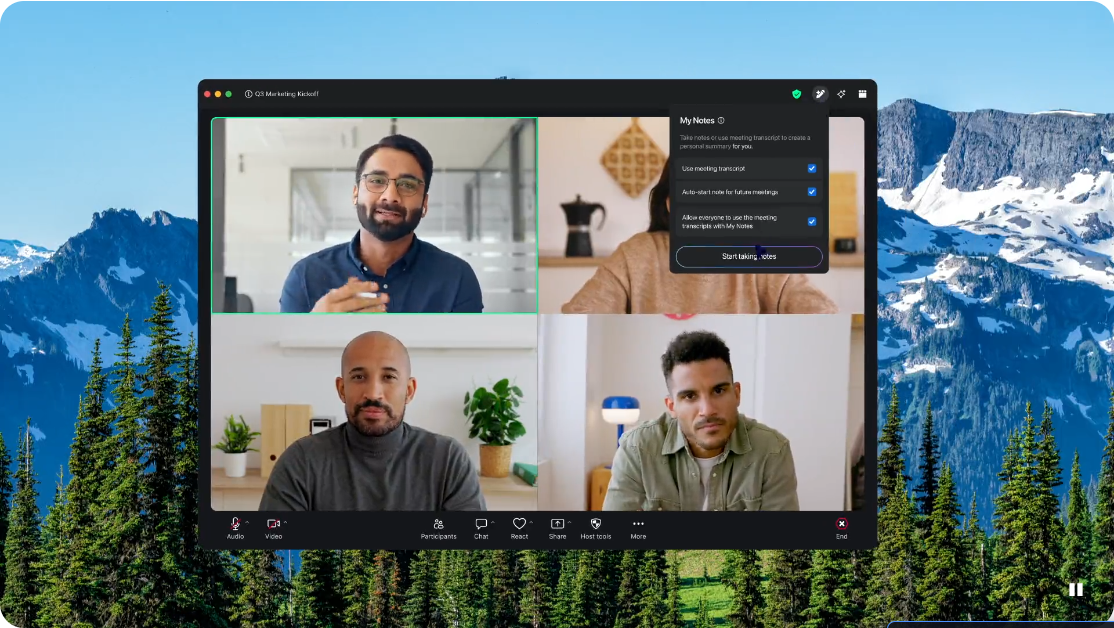 Q3 Marketing Kickoff
My Notes
Take notes or use meeting transcript to create a
personal summary for you.
Use meeting transcript
Auto-start note for future meetings
Allow everyone to use the meeting
transcripts with My Notes
Start taking notes
Audio
Video
Participants
Chat
React
Share
Host tools
More
End